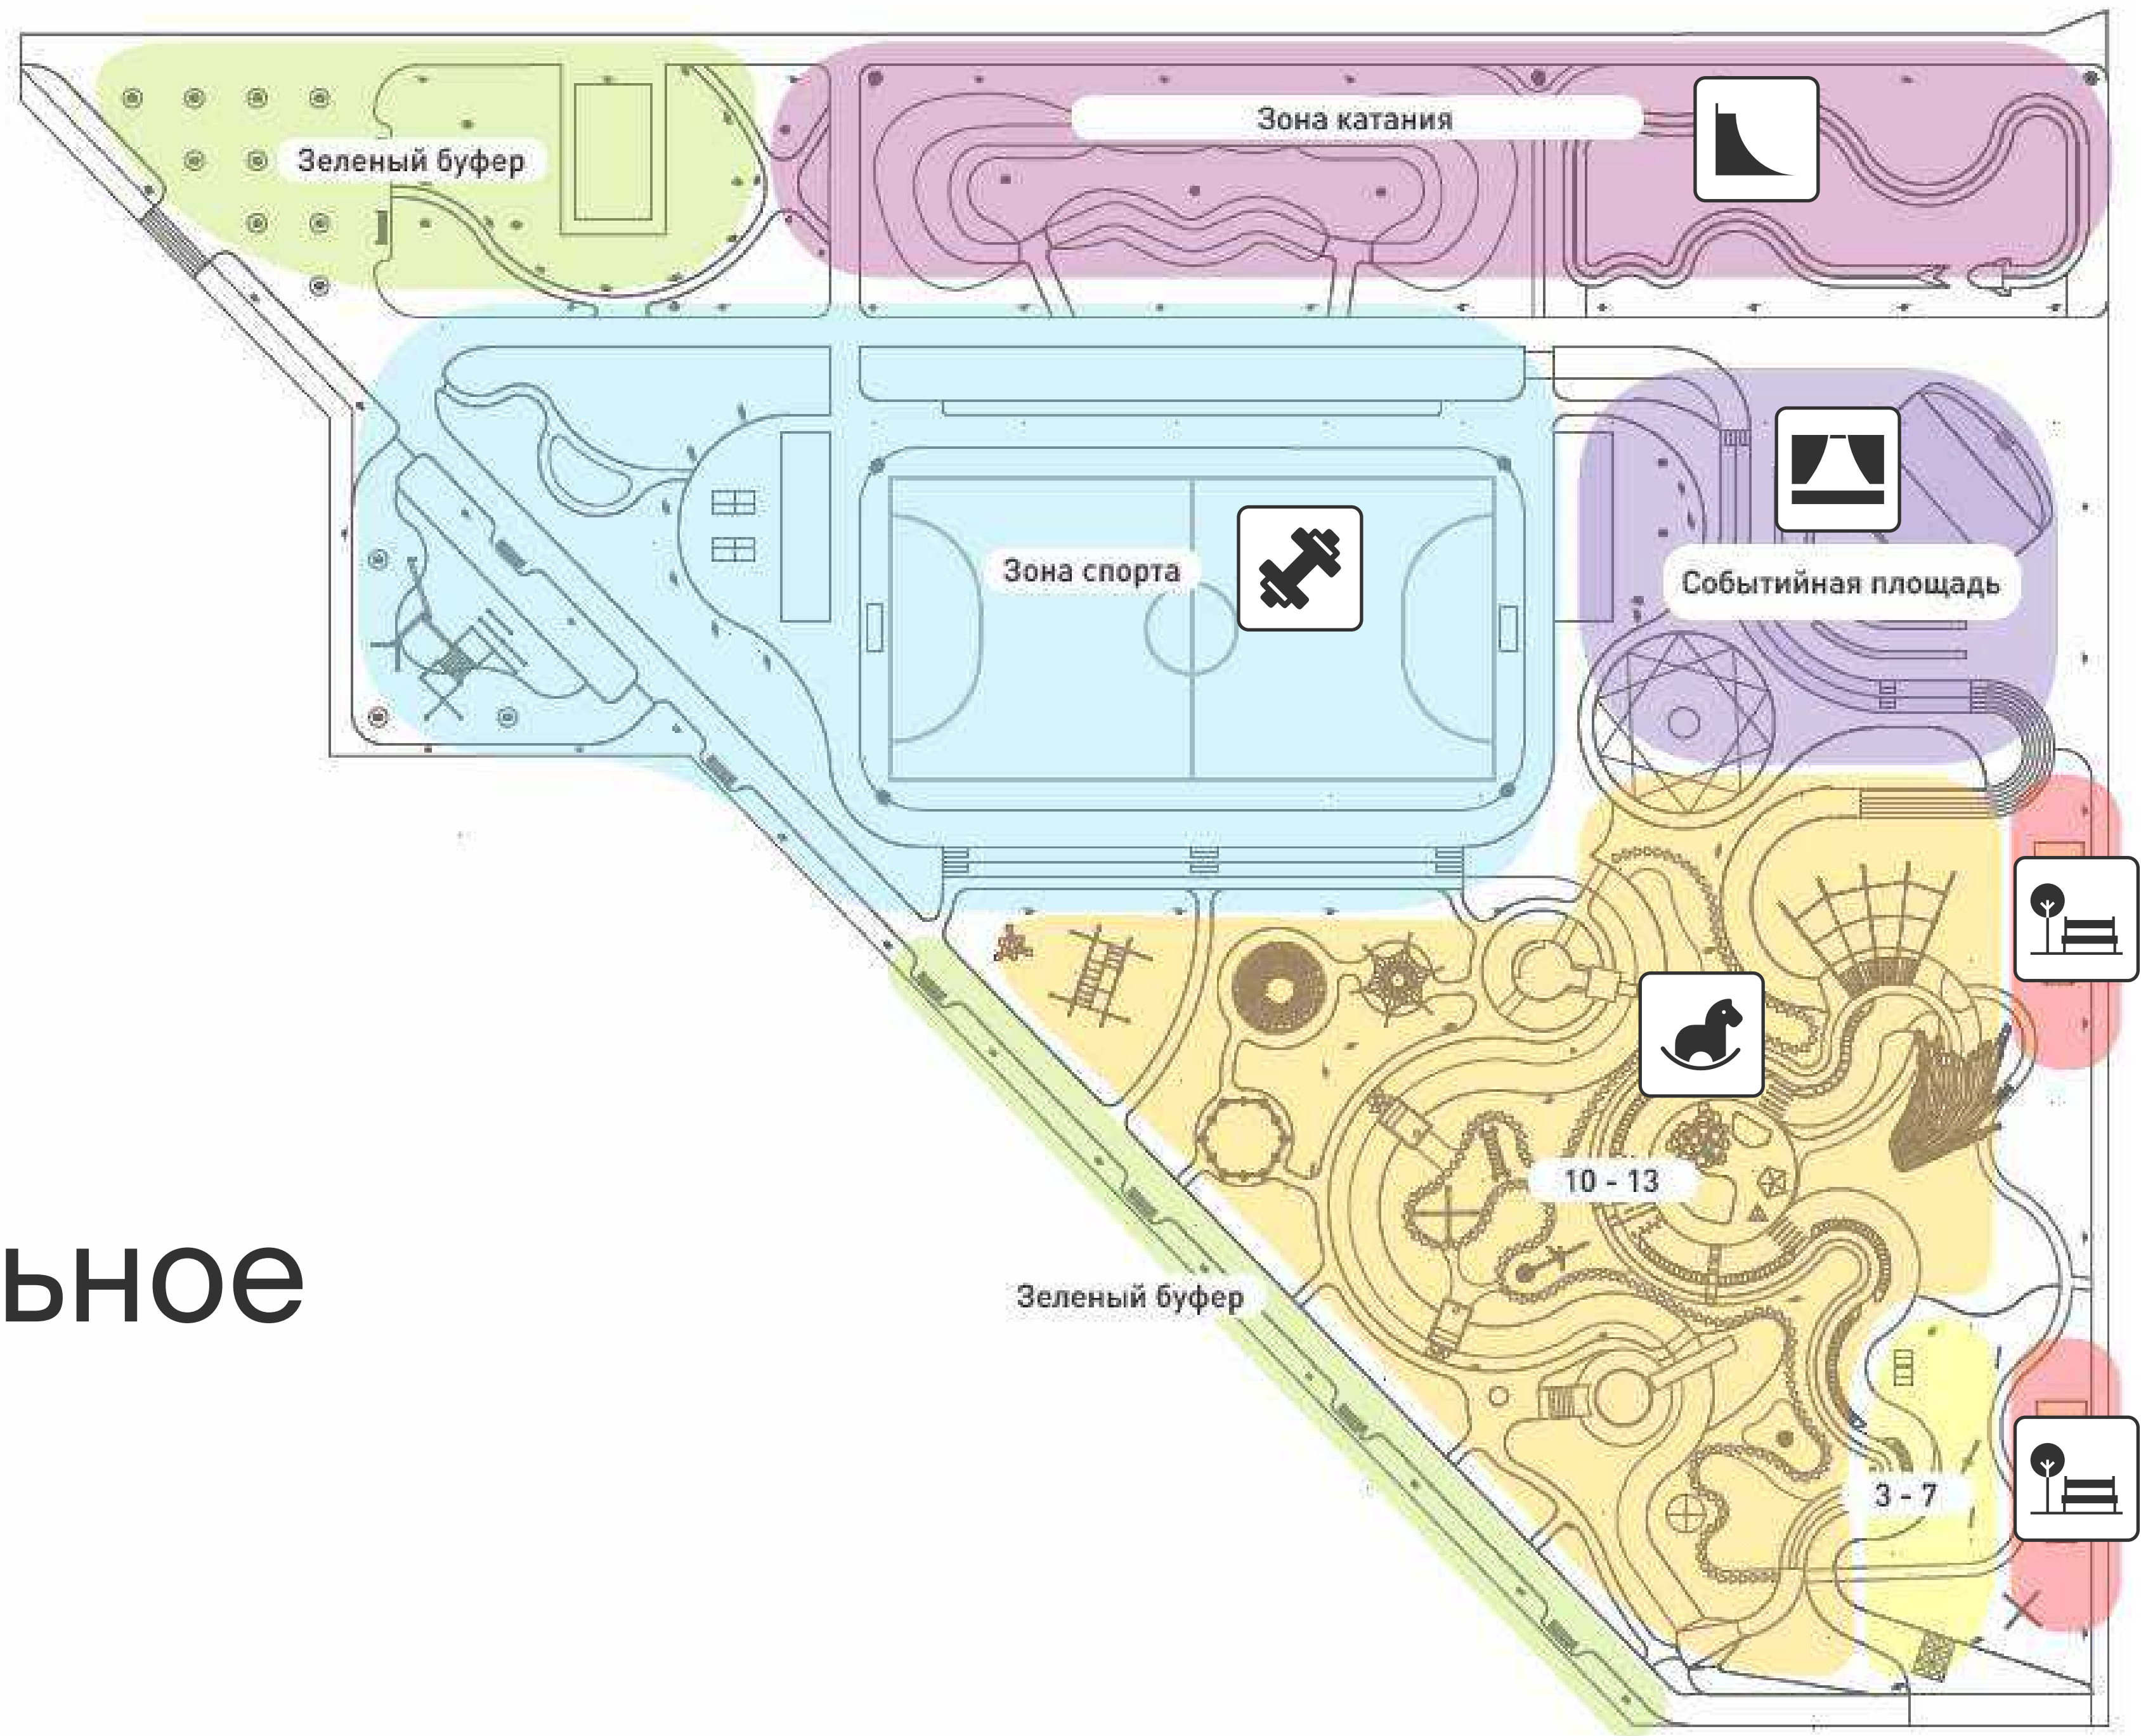 Зона катания
Зеленый буфер
Зона спорта
Событийная площадь
10 - 13
ьное
Зеленый буфер
3 - 7